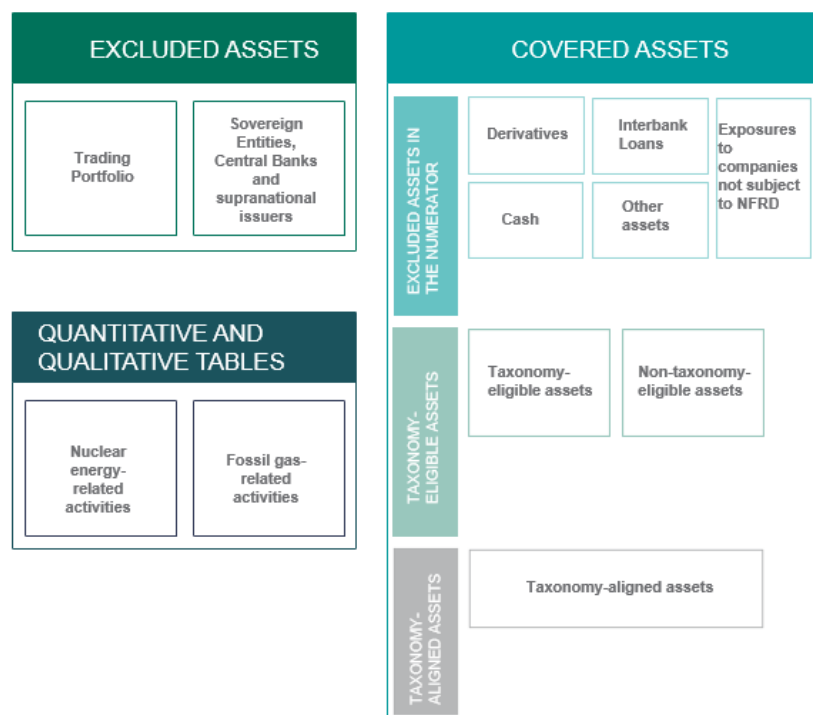 EXCLUDED ASSETS
Trading
Portfolio
Sovereign
Entities,
Central Banks
and
supranational
issuers
QUANTITATIVE AND
QUALITATIVE TABLES
Nuclear
energy-
related
activities
Fossil gas-
related
activities
COVERED ASSETS
EXCLUDED ASSETS IN
THE NUMERATOR
Derivatives
Interbank
Loans
Exposures
to
companies
not subject
to NFRD
Cash
Other
assets
TAXONOMY-
ELIGIBLE ASSETS
Taxonomy-
eligible assets
Non-taxonomy-
eligible assets
TAXONOMY-
ALIGNED ASSETS
Taxonomy-aligned assets